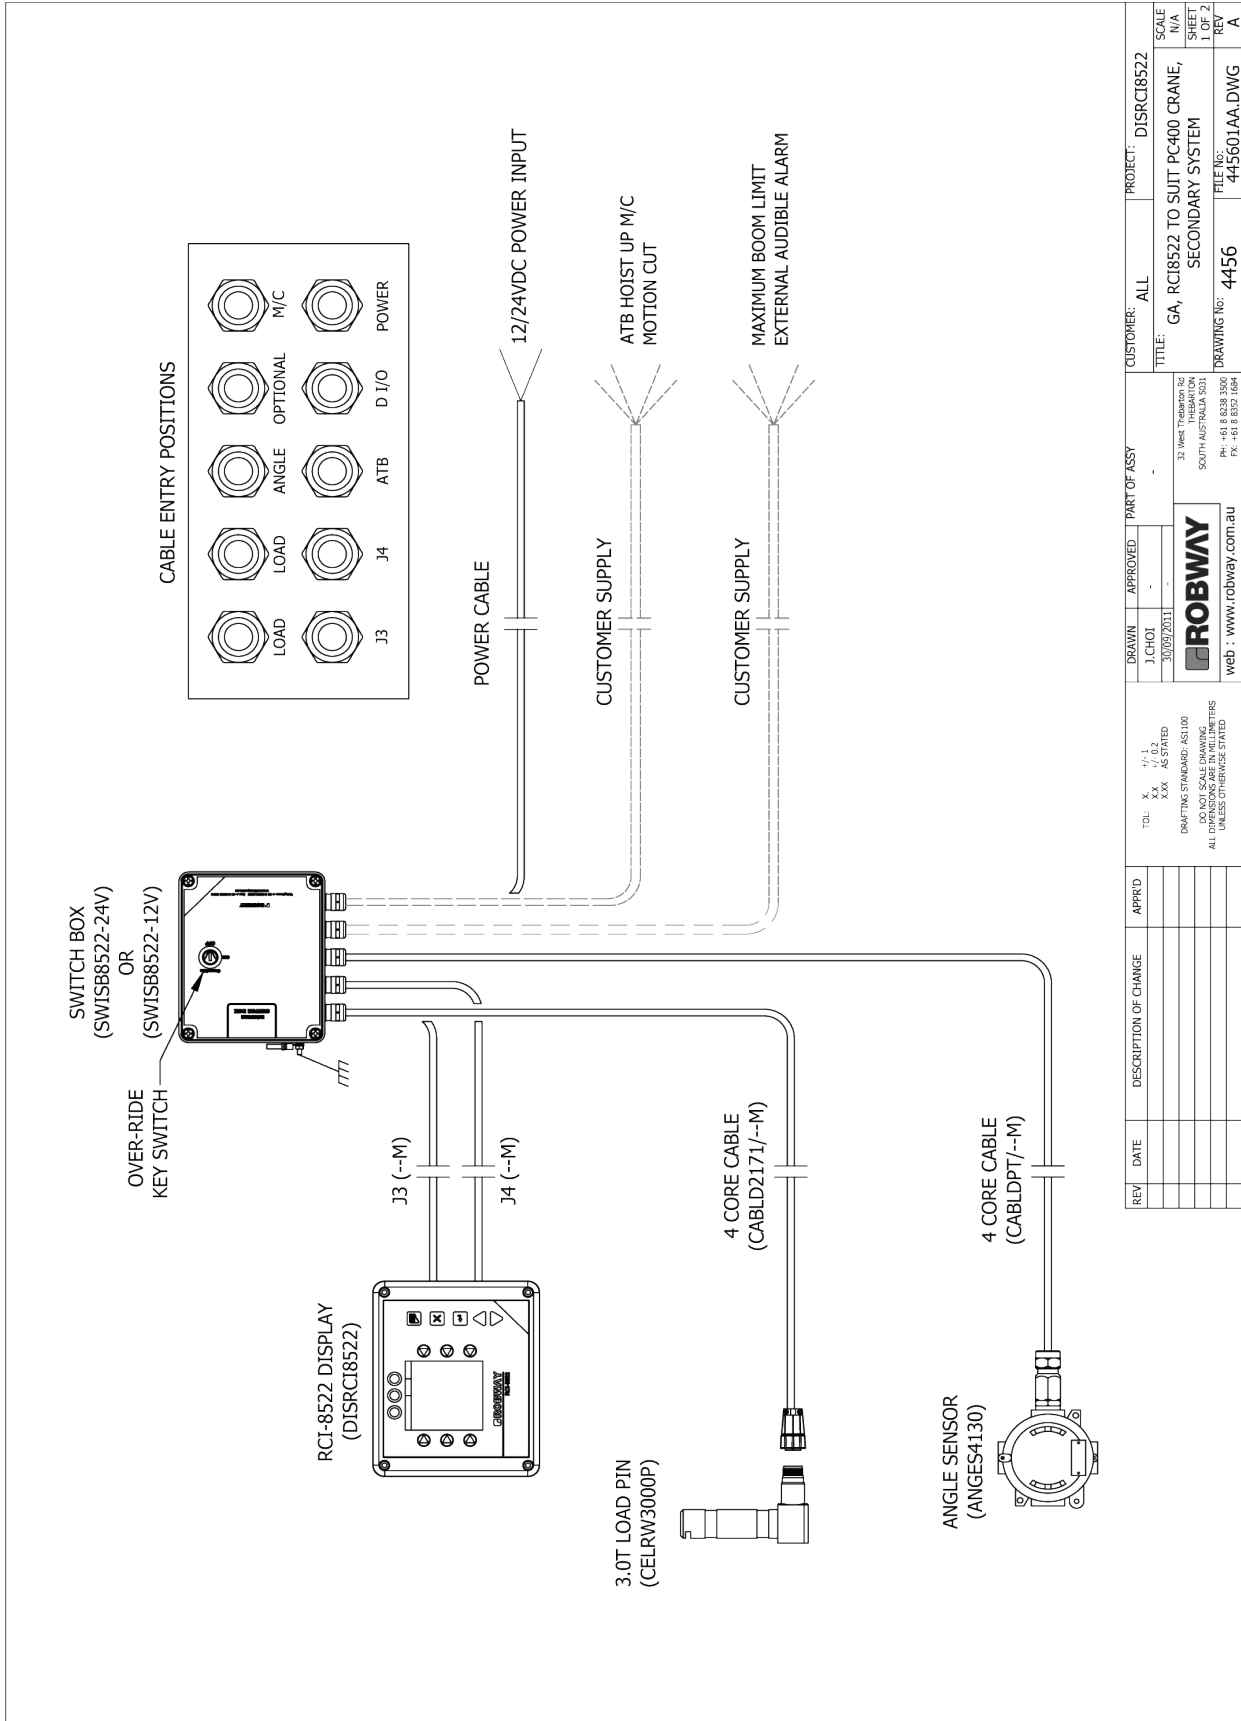 SWITCH BOX
(SWISB8522-24V)
OR
(SWISB8522-12V)
OVER-RIDE
KEY SWITCH
CABLE ENTRY POSITIONS
LOAD
LOAD
ANGLE
OPTIONAL
M/C
J3
J4
ATB
D I/O
POWER
RCI-8522 DISPLAY
(DISRCI8522)
ROBWAY
RCI-8522
J3 (--M)
J4 (--M)
POWER CABLE
12/24VDC POWER INPUT
CUSTOMER SUPPLY
ATB HOIST UP M/C
MOTION CUT
CUSTOMER SUPPLY
MAXIMUM BOOM LIMIT
EXTERNAL AUDIBLE ALARM
3.0T LOAD PIN
(CELRW3000P)
4 CORE CABLE
(CABLD2171/--M)
ANGLE SENSOR
(ANGES4130)
4 CORE CABLE
(CABLDPT/--M)
REV
DATE
DESCRIPTION OF CHANGE
APPR'D
TOL:
X. +/- 1
X.X +/- 0.2
X.XX AS STATED
DRAFTING STANDARD: AS1100
DO NOT SCALE DRAWING
ALL DIMENSIONS ARE IN MILLIMETERS
UNLESS OTHERWISE STATED
DRAWN
APPROVED
PART OF ASSY
J.CHOI
-
-
30/09/2011
-
ROBWAY
web : www.robway.com.au
32 West Thebarton Rd
THEBARTON
SOUTH AUSTRALIA 5031
PH: +61 8 8238 3500
FX: +61 8 8352 1684
CUSTOMER:
ALL
PROJECT:
DISRCI8522
TITLE:
GA, RCI8522 TO SUIT PC400 CRANE,
SECONDARY SYSTEM
SCALE
N/A
SHEET
1 OF 2
DRAWING No:
4456
FILE No:
445601AA.DWG
REV
A